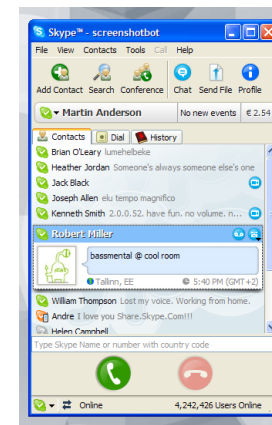 Skype™ - screenshotbot
File View Contacts Tools Call Help
Add Contact Search Conference Chat Send File Profile
Martin Anderson No new events € 2.54
Contacts Dial History
Brian O'Leary lumehelbeke
Heather Jordan Someone's always someone else's one
Jack Black
Joseph Allen elu tempo magnifico
Kenneth Smith 2.0.0.52. have fun. no volume. n...
Robert Miller
bassmental @ cool room
Tallinn, EE 5:40 PM (GMT+2)
William Thompson Lost my voice. Working from home.
Andre I love you Share.Skype.Com!!!
Helen Campbell
Type Skype Name or number with country code
Online 4,242,426 Users Online